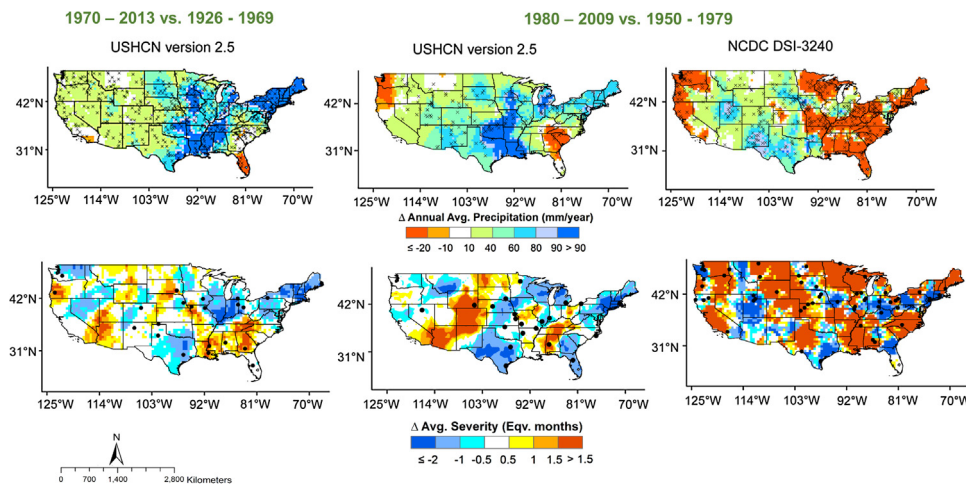 1970 – 2013 vs. 1926 - 1969
1980 – 2009 vs. 1950 - 1979
USHCN version 2.5
USHCN version 2.5
NCDC DSI-3240
42°N
31°N
42°N
31°N
42°N
31°N
125°W 114°W 103°W 92°W 81°W 70°W
125°W 114°W 103°W 92°W 81°W 70°W
125°W 114°W 103°W 92°W 81°W 70°W
Δ Annual Avg. Precipitation (mm/year)
≤ -20 -10 10 40 60 80 90 > 90
42°N
31°N
42°N
31°N
42°N
31°N
125°W 114°W 103°W 92°W 81°W 70°W
125°W 114°W 103°W 92°W 81°W 70°W
125°W 114°W 103°W 92°W 81°W 70°W
Δ Avg. Severity (Eqv. months)
≤ -2 -1 -0.5 0.5 1 1.5 > 1.5
N
0 700 1,400 2,800 Kilometers